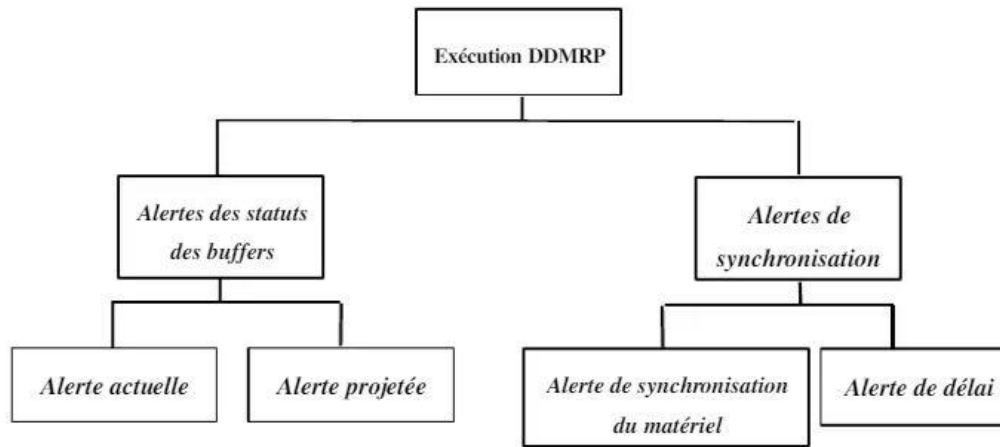 Exécution DDMRP
Alertes des statuts
des buffers
Alertes de
synchronisation
Alerte actuelle
Alerte projetée
Alerte de synchronisation
du matériel
Alerte de délai